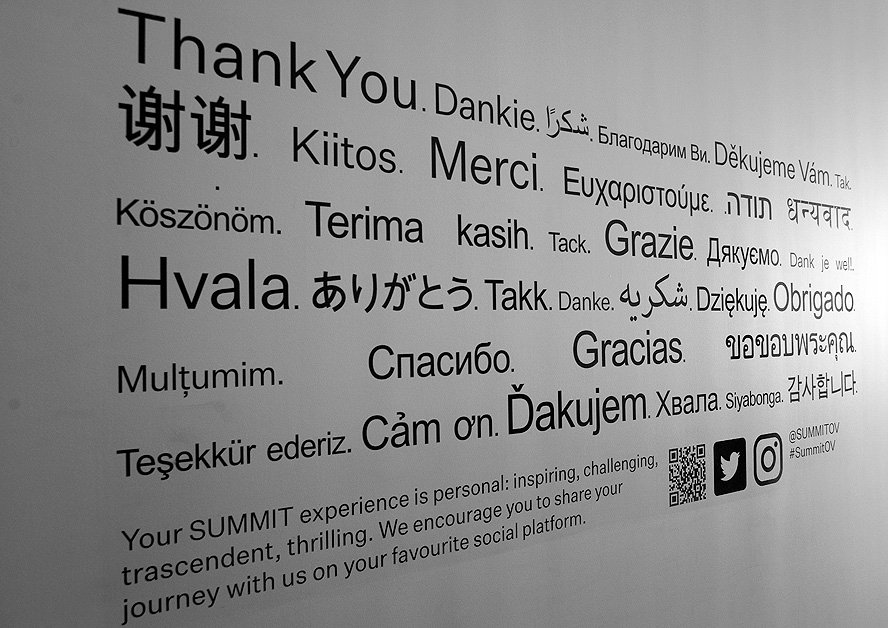 Thank You. Dankie. شكرًا. Благодарим Ви. Děkujeme Vám. Tak.
谢谢. Kiitos. Merci. Ευχαριστούμε. תודה. धन्यवाद.
Köszönöm. Terima kasih. Tack. Grazie. Дякуємо. Dank je wel!.
Hvala. ありがとう. Takk. Danke. شكریه. Dziękuję. Obrigado.
Mulțumim. Спасибо. Gracias. ขอขอบพระคุณ.
Teşekkür ederiz. Cảm ơn. Ďakujem. Хвала. Siyabonga. 감사합니다.
Your SUMMIT experience is personal: inspiring, challenging,
trascendent, thrilling. We encourage you to share your
journey with us on your favourite social platform.
@SUMMITOV
#SummitOV